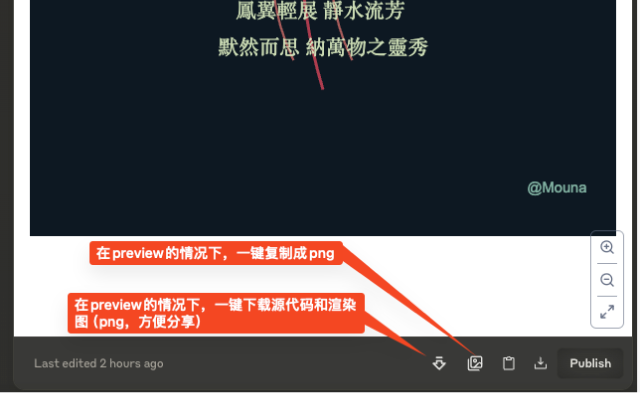 鳳翼輕展 靜水流芳
默然而思 納萬物之靈秀
@Mouna
在preview的情况下，一键复制成png
在preview的情况下，一键下载源代码和渲染
图（png，方便分享）
Last edited 2 hours ago
Publish